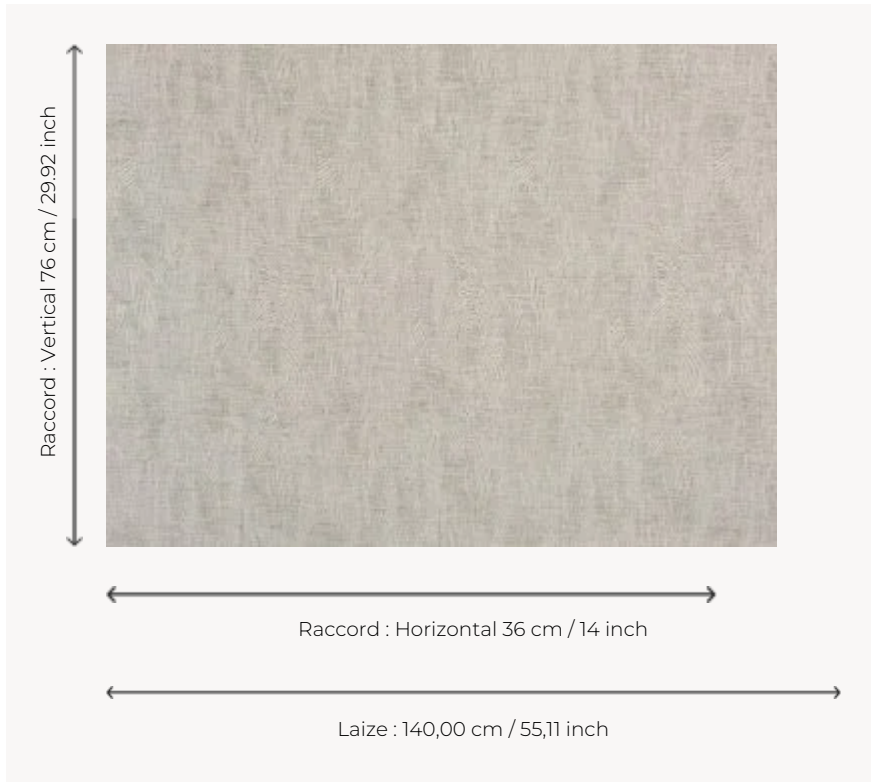 Raccord : Vertical 76 cm / 29.92 inch
Raccord : Horizontal 36 cm / 14 inch
Laize : 140,00 cm / 55,11 inch